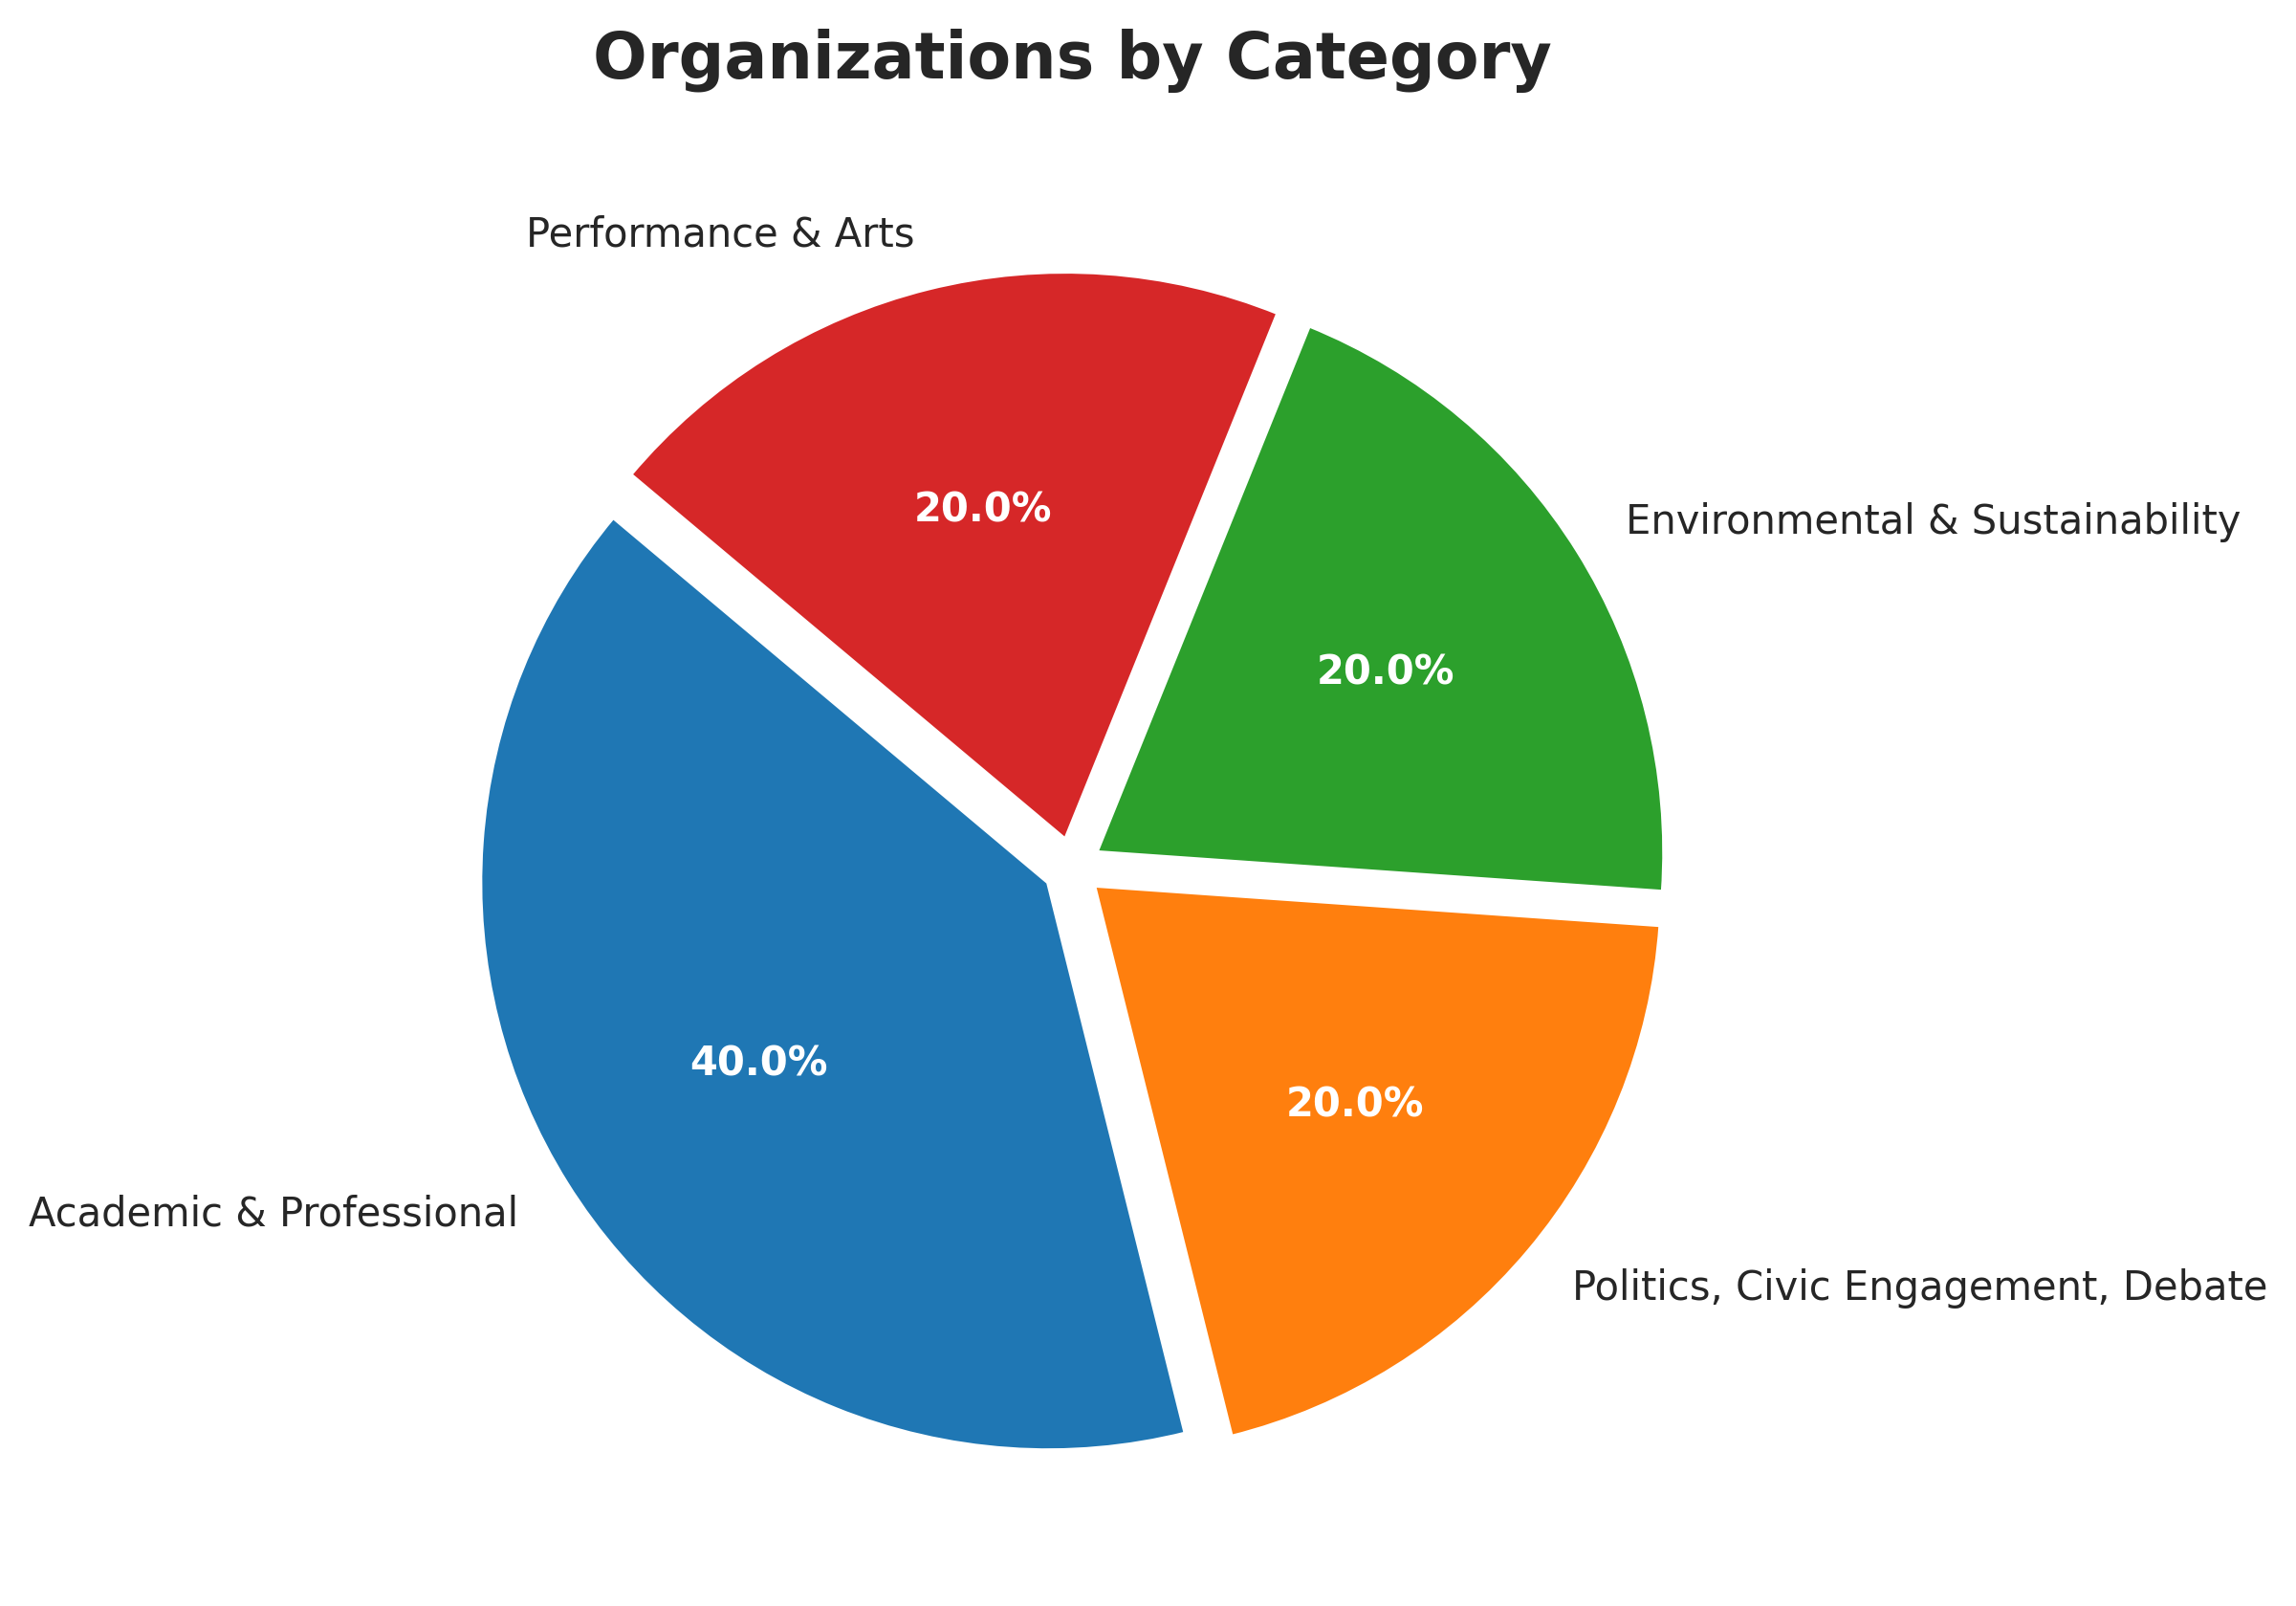 Organizations by Category
Performance & Arts
20.0%
Environmental & Sustainability
20.0%
40.0%
20.0%
Academic & Professional
Politics, Civic Engagement, Debate